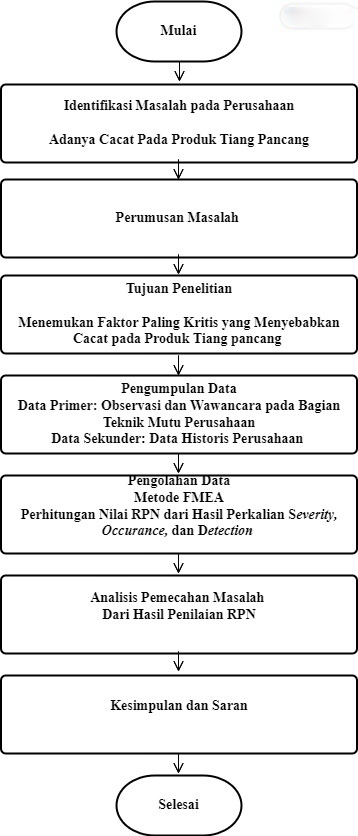 Mulai
Identifikasi Masalah pada Perusahaan
Adanya Cacat Pada Produk Tiang Pancang
Perumusan Masalah
Tujuan Penelitian
Menemukan Faktor Paling Kritis yang Menyebabkan
Cacat pada Produk Tiang pancang
Pengumpulan Data
Data Primer: Observasi dan Wawancara pada Bagian
Teknik Mutu Perusahaan
Data Sekunder: Data Historis Perusahaan
Pengolahan Data
Metode FMEA
Perhitungan Nilai RPN dari Hasil Perkalian Severity,
Occurance, dan Detection
Analisis Pemecahan Masalah
Dari Hasil Penilaian RPN
Kesimpulan dan Saran
Selesai